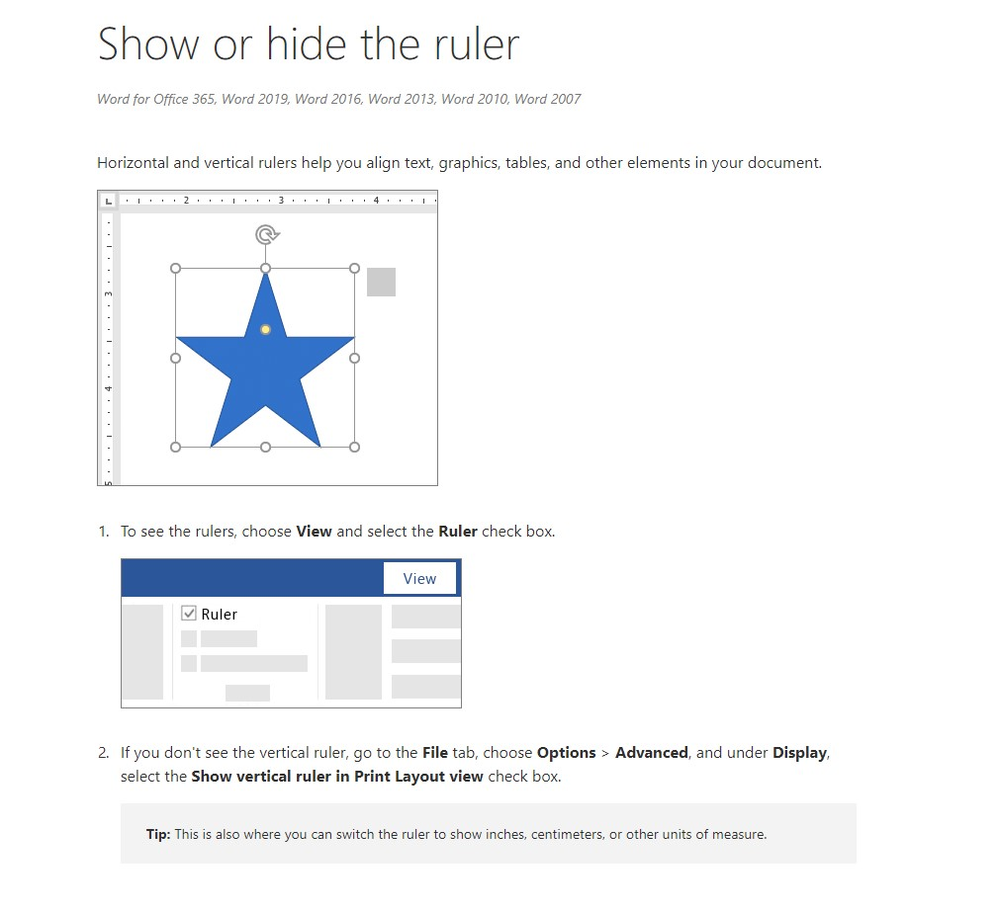 Show or hide the ruler
Word for Office 365, Word 2019, Word 2016, Word 2013, Word 2010, Word 2007
Horizontal and vertical rulers help you align text, graphics, tables, and other elements in your document.
L 2 3 4
3
4
5
1. To see the rulers, choose View and select the Ruler check box.
View
Ruler
2. If you don't see the vertical ruler, go to the File tab, choose Options > Advanced, and under Display,
select the Show vertical ruler in Print Layout view check box.
Tip: This is also where you can switch the ruler to show inches, centimeters, or other units of measure.